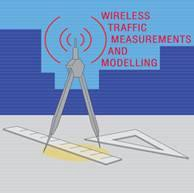 WIRELESS
TRAFFIC
MEASUREMENTS
AND
MODELLING